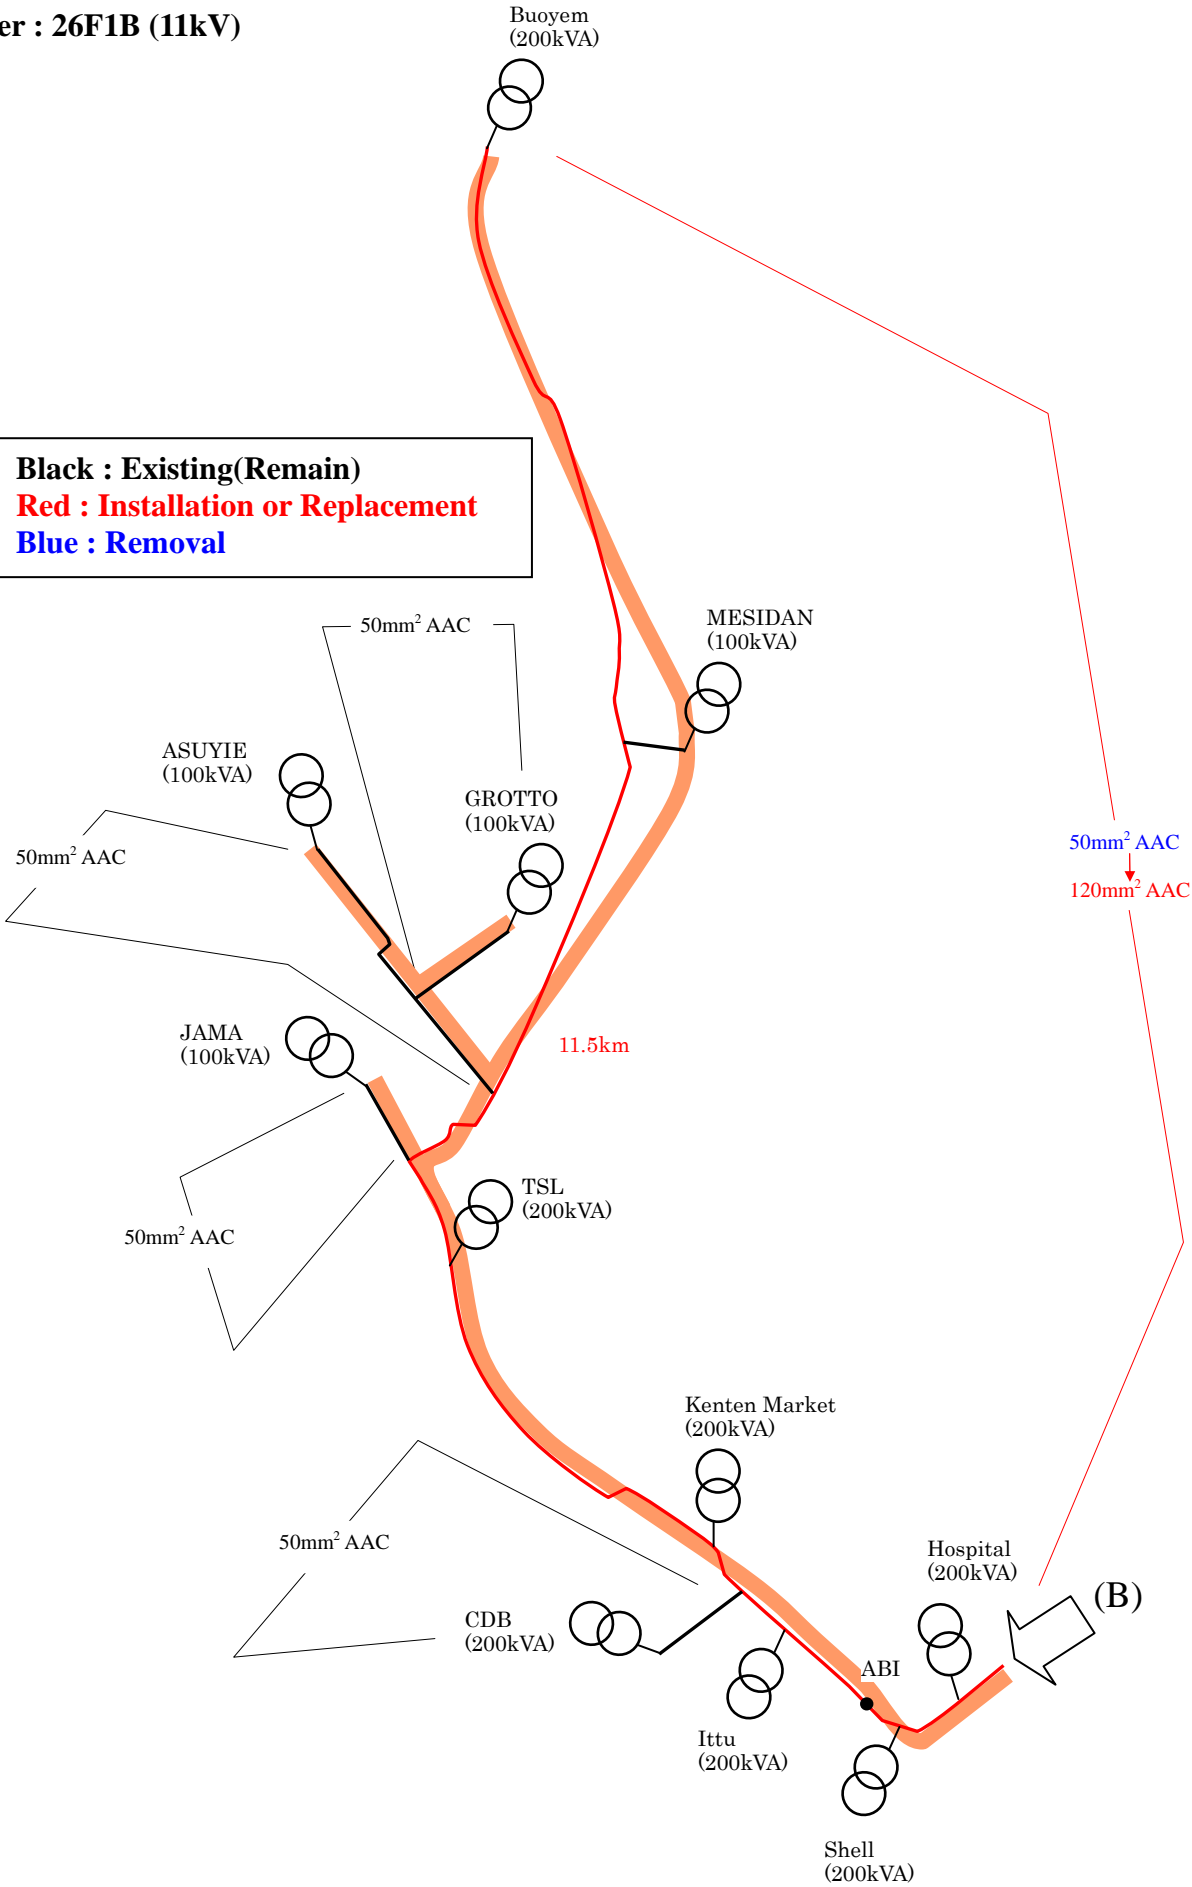 er : 26F1B (11kV)
Buoyem
(200kVA)
Black : Existing(Remain)
Red : Installation or Replacement
Blue : Removal
50mm² AAC
MESIDAN
(100kVA)
ASUYIE
(100kVA)
GROTTO
(100kVA)
50mm² AAC
50mm² AAC
120mm² AAC
JAMA
(100kVA)
11.5km
TSL
(200kVA)
50mm² AAC
Kenten Market
(200kVA)
50mm² AAC
Hospital
(200kVA)
(B)
CDB
(200kVA)
ABI
Ittu
(200kVA)
Shell
(200kVA)